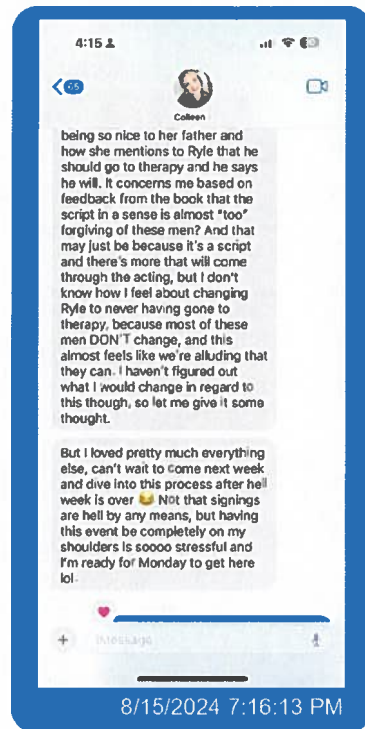 4:15
Colleen
being so nice to her father and
how she mentions to Ryle that he
should go to therapy and he says
he will. It concerns me based on
feedback from the book that the
script in a sense is almost "too"
forgiving of these men? And that
may just be because it's a script
and there's more that will come
through the acting, but I don't
know how I feel about changing
Ryle to never having gone to
therapy, because most of these
men DON'T change, and this
almost feels like we're alluding that
they can. I haven't figured out
what I would change in regard to
this though, so let me give it some
thought.
But I loved pretty much everything
else, can't wait to come next week
and dive into this process after hell
week is over 😂 Not that signings
are hell by any means, but having
this event be completely on my
shoulders is soooo stressful and
I'm ready for Monday to get here
lol.
iMessage
8/15/2024 7:16:13 PM